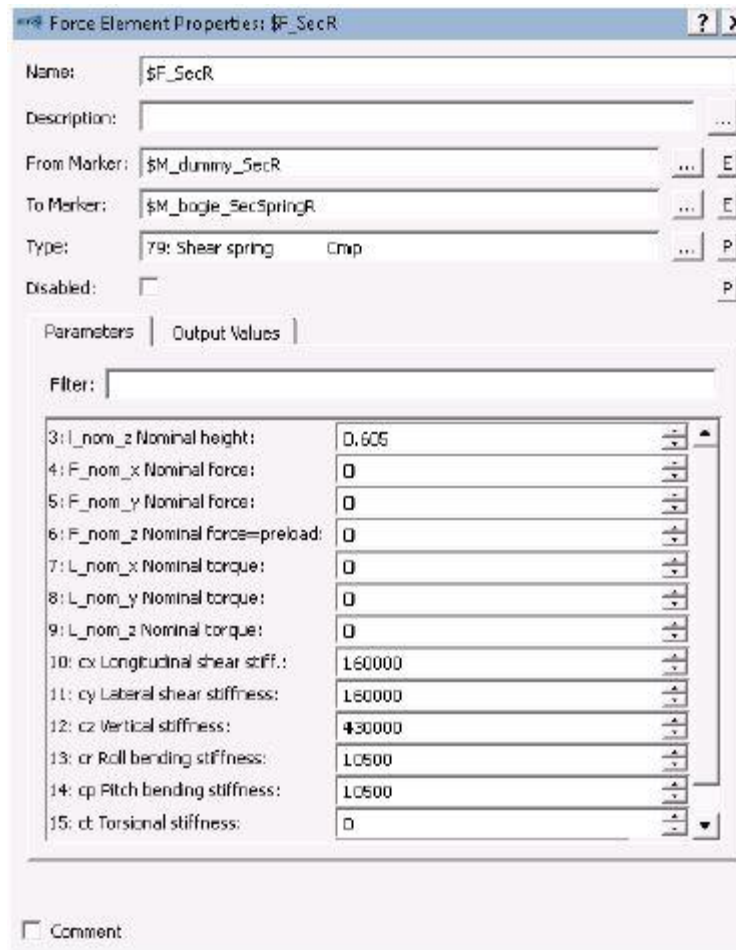 Force Element Properties: $F_SecR ? X
Name: $F_SecR
Description: ...
From Marker: $M_dummy_SecR ... E
To Marker: $M_bogie_SecSpringR ... E
Type: 79: Shear spring Cmp ... P
Disabled: P
Parameters Output Values
Filter:
3: l_nom_z Nominal height: 0.605
4: F_nom_x Nominal force: 0
5: F_nom_y Nominal force: 0
6: F_nom_z Nominal force=preload: 0
7: L_nom_x Nominal torque: 0
8: L_nom_y Nominal torque: 0
9: L_nom_z Nominal torque: 0
10: cx Longitudinal shear stiff.: 160000
11: cy Lateral shear stiffness: 160000
12: cz Vertical stiffness: 430000
13: cr Roll bending stiffness: 10500
14: cp Pitch bending stiffness: 10500
15: ct Torsional stiffness: 0
Comment